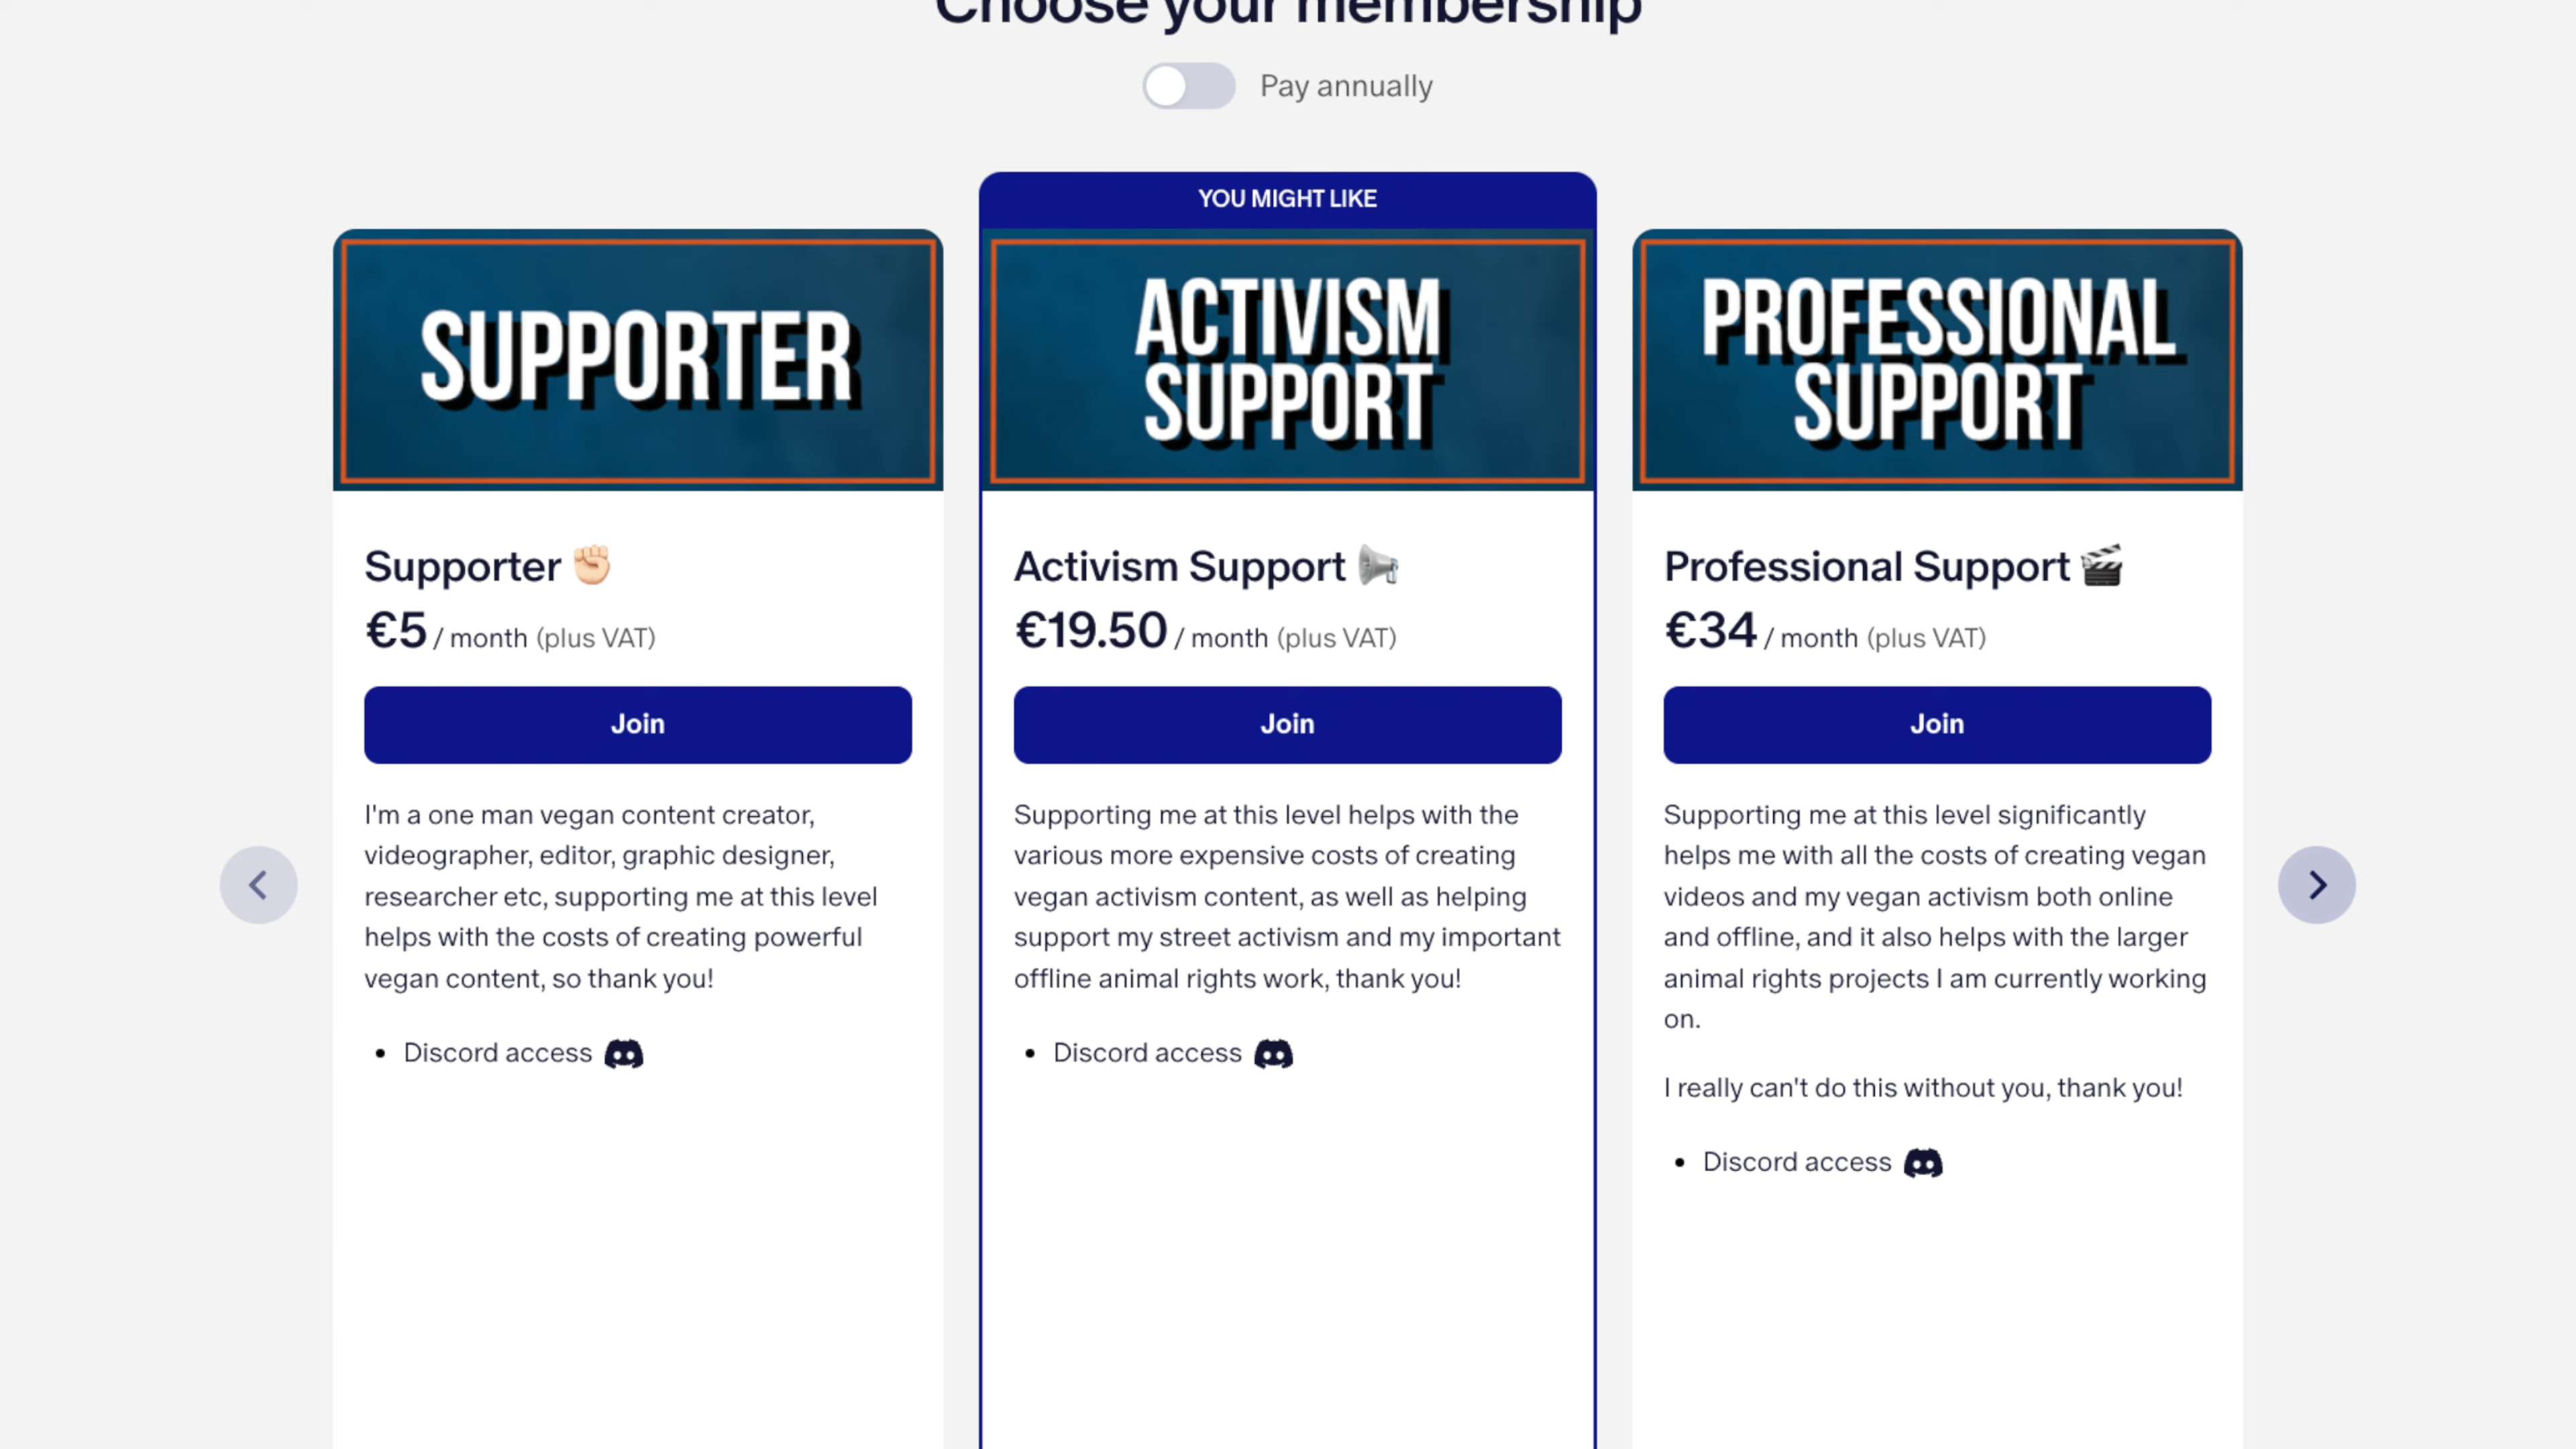 Choose your membership
Pay annually
YOU MIGHT LIKE
SUPPORTER
Supporter ✊🏻
€5 / month (plus VAT)
Join
I'm a one man vegan content creator,
videographer, editor, graphic designer,
researcher etc, supporting me at this level
helps with the costs of creating powerful
vegan content, so thank you!
• Discord access
ACTIVISM
SUPPORT
Activism Support 📢
€19.50 / month (plus VAT)
Join
Supporting me at this level helps with the
various more expensive costs of creating
vegan activism content, as well as helping
support my street activism and my important
offline animal rights work, thank you!
• Discord access
PROFESSIONAL
SUPPORT
Professional Support 🎬
€34 / month (plus VAT)
Join
Supporting me at this level significantly
helps me with all the costs of creating vegan
videos and my vegan activism both online
and offline, and it also helps with the larger
animal rights projects I am currently working
on.
I really can't do this without you, thank you!
• Discord access